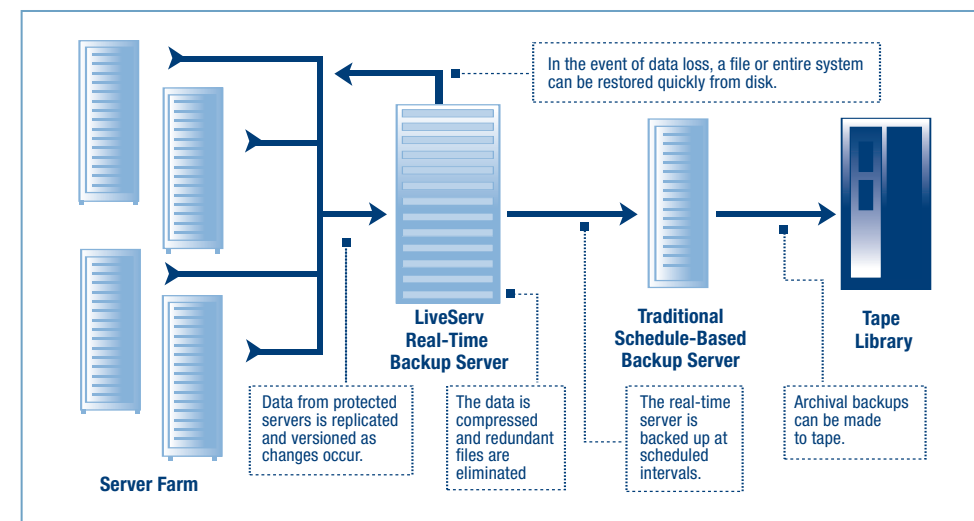 In the event of data loss, a file or entire system
can be restored quickly from disk.
LiveServ
Real-Time
Backup Server
Traditional
Schedule-Based
Backup Server
Tape
Library
Data from protected
servers is replicated
and versioned as
changes occur.
The data is
compressed
and redundant
files are
eliminated
The real-time
server is
backed up at
scheduled
intervals.
Archival backups
can be made
to tape.
Server Farm